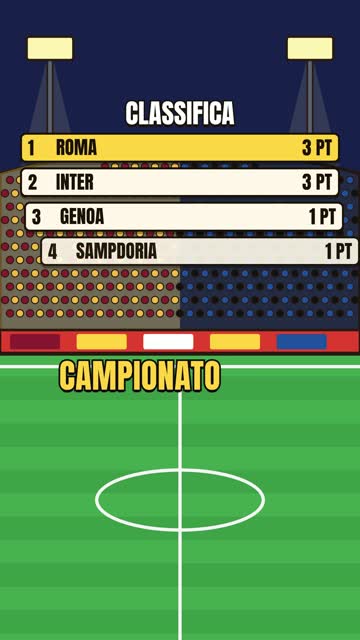 CLASSIFICA
1 ROMA 3 PT
2 INTER 3 PT
3 GENOA 1 PT
4 SAMPDORIA 1 PT
CAMPIONATO